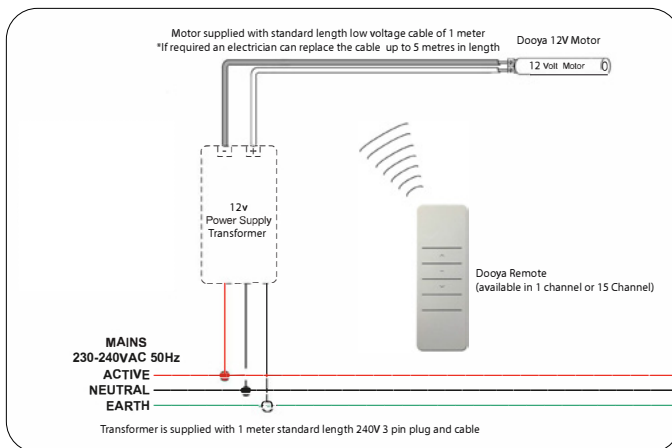 Motor supplied with standard length low voltage cable of 1 meter
*If required an electrician can replace the cable up to 5 metres in length
Dooya 12V Motor
12 Volt Motor
- +
12v
Power Supply
Transformer
Dooya Remote
(available in 1 channel or 15 Channel)
MAINS
230-240VAC 50Hz
ACTIVE
NEUTRAL
EARTH
Transformer is supplied with 1 meter standard length 240V 3 pin plug and cable